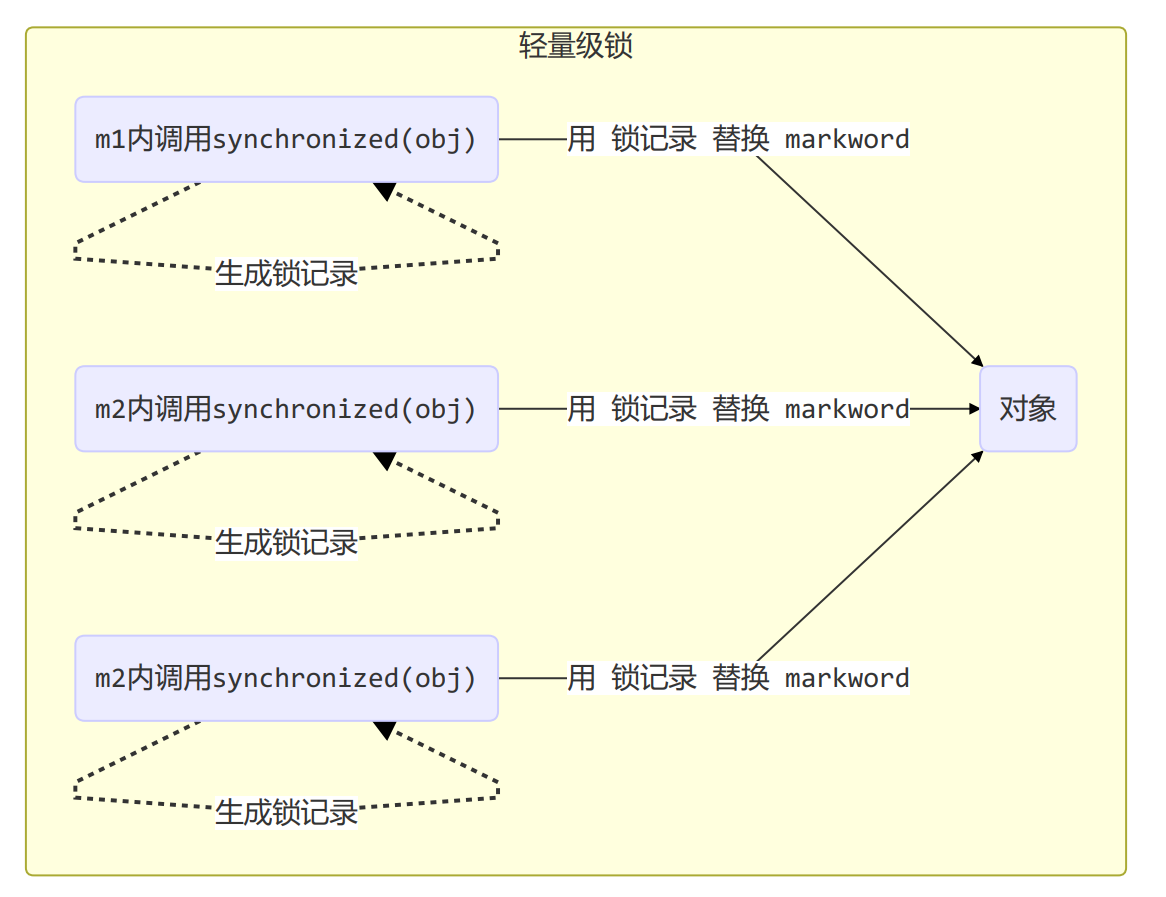 轻量级锁
m1内调用synchronized(obj)
用 锁记录 替换 markword
生成锁记录
m2内调用synchronized(obj)
用 锁记录 替换 markword
对象
生成锁记录
m2内调用synchronized(obj)
用 锁记录 替换 markword
生成锁记录